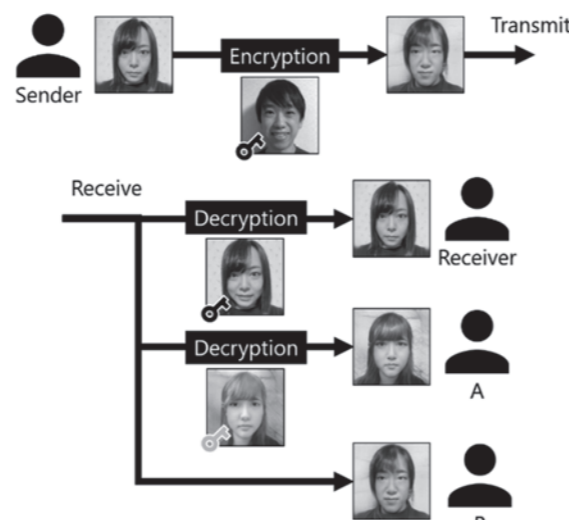 Transmit
Encryption
Sender
Receive
Decryption
Receiver
Decryption
A